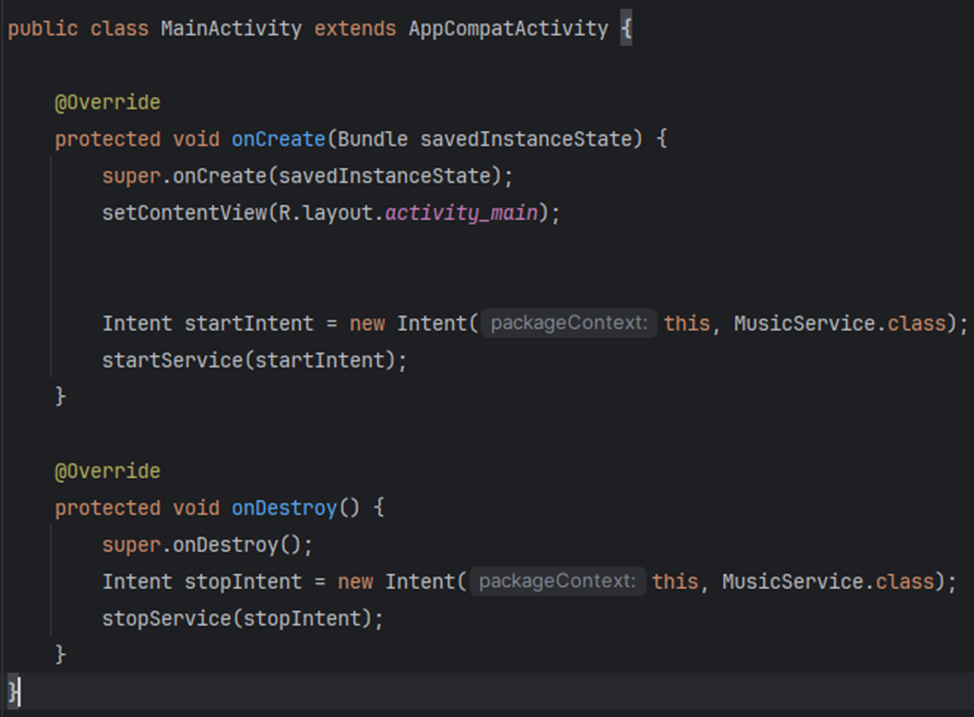 public class MainActivity extends AppCompatActivity {
@Override
protected void onCreate(Bundle savedInstanceState) {
super.onCreate(savedInstanceState);
setContentView(R.layout.activity_main);
Intent startIntent = new Intent( packageContext: this, MusicService.class);
startService(startIntent);
}
@Override
protected void onDestroy() {
super.onDestroy();
Intent stopIntent = new Intent( packageContext: this, MusicService.class);
stopService(stopIntent);
}
}